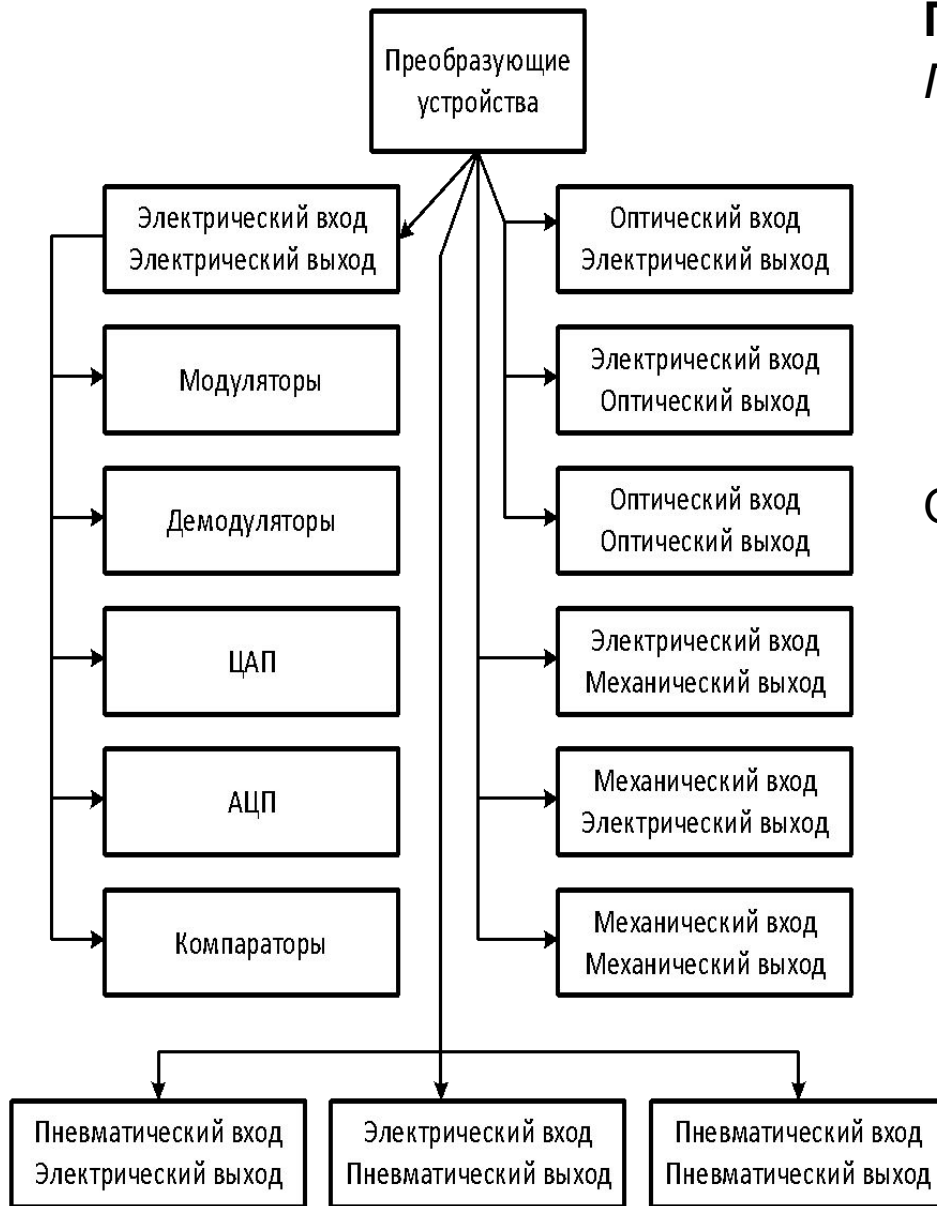 Преобразующие
устройства
Электрический вход
Электрический выход
Модуляторы
Демодуляторы
ЦАП
АЦП
Компараторы
Оптический вход
Электрический выход
Электрический вход
Оптический выход
Оптический вход
Оптический выход
Электрический вход
Механический выход
Механический вход
Электрический выход
Механический вход
Механический выход
Пневматический вход
Электрический выход
Электрический вход
Пневматический выход
Пневматический вход
Пневматический выход